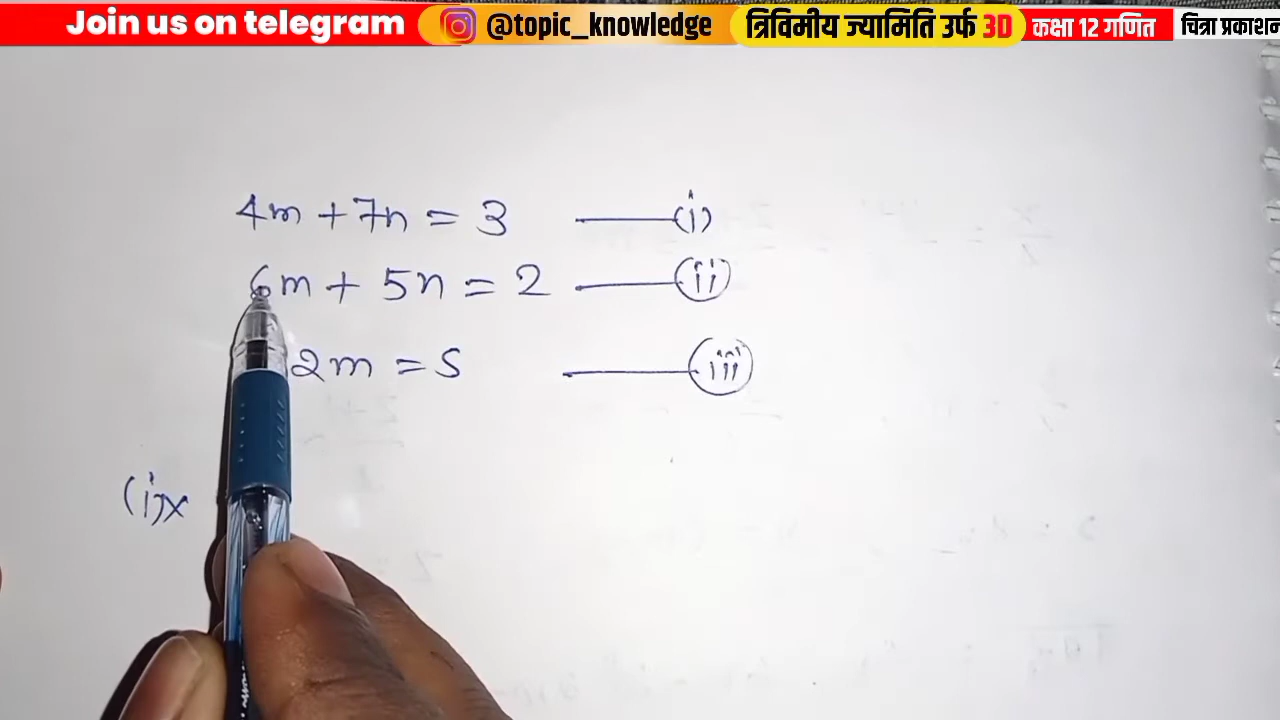 Join us on telegram @topic_knowledge त्रिविमीय ज्यामिति उर्फ 3D कक्षा 12 गणित चित्रा प्रकाशन
4m + 7n = 3 (i)
6m + 5n = 2 (ii)
2m = 5 (iii)
(i)x